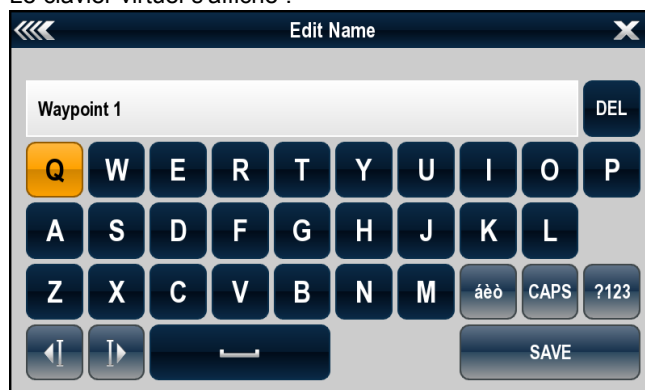 Le clavier virtuel s'affiche :
Edit Name
Waypoint 1
DEL
Q W E R T Y U I O P
A S D F G H J K L
Z X C V B N M áèò CAPS ?123
SAVE